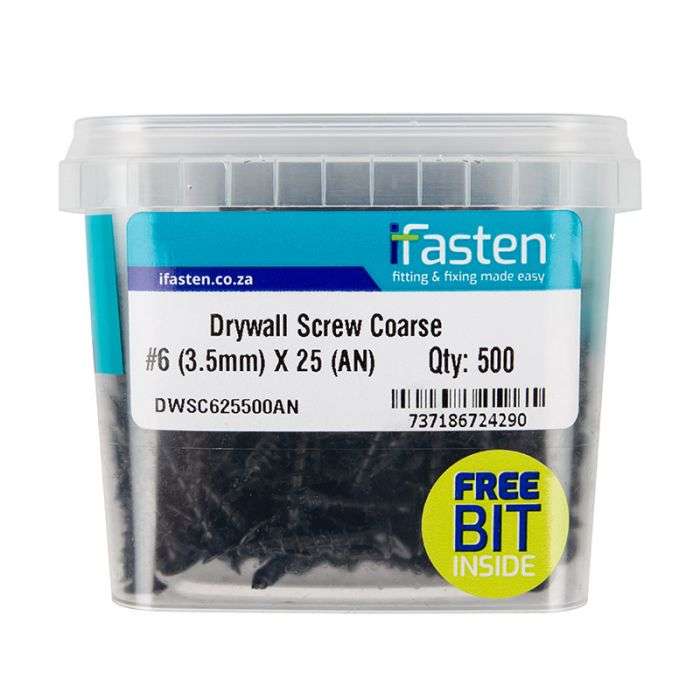 iFasten
fitting & fixing made easy
ifasten.co.za
Drywall Screw Coarse
#6 (3.5mm) X 25 (AN) Qty: 500
DWSC625500AN
737186724290
FREE
BIT
INSIDE